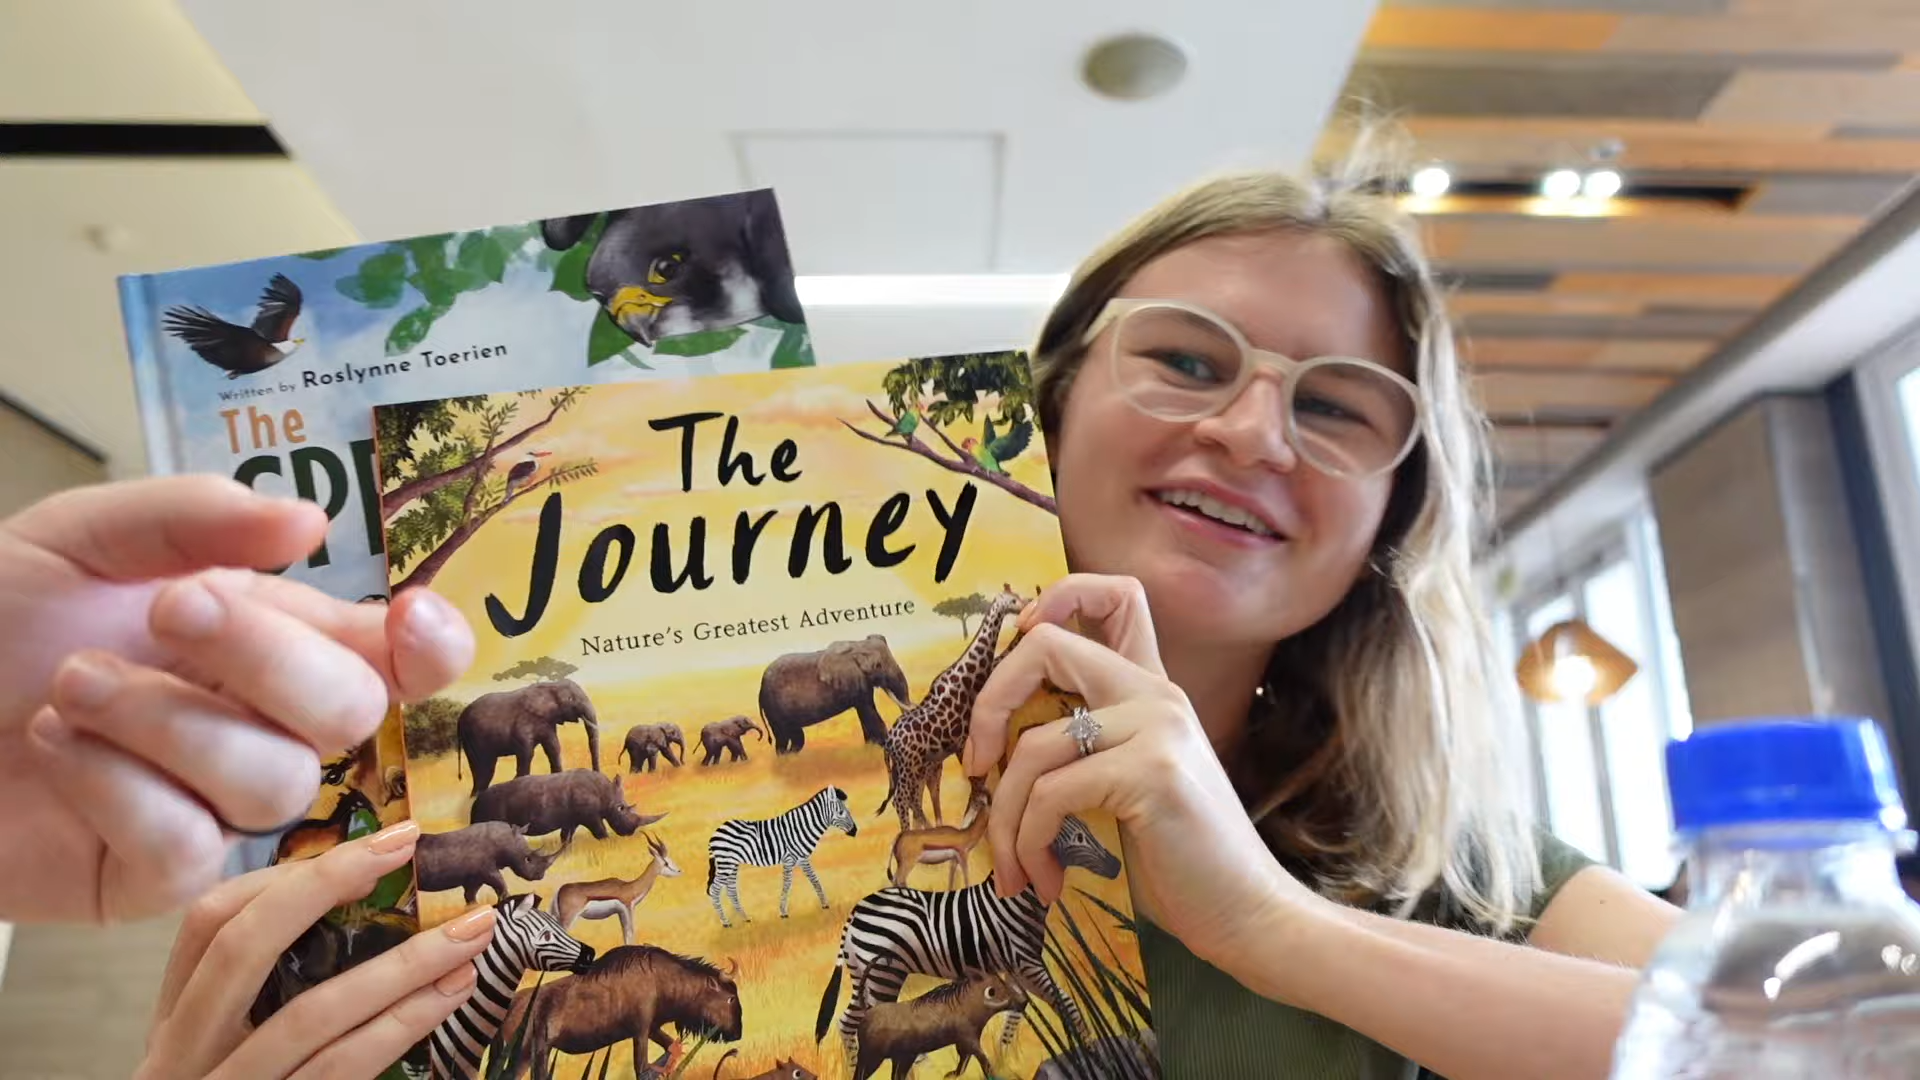 Written by Roslynne Toerien
The
The
Journey
Nature's Greatest Adventure